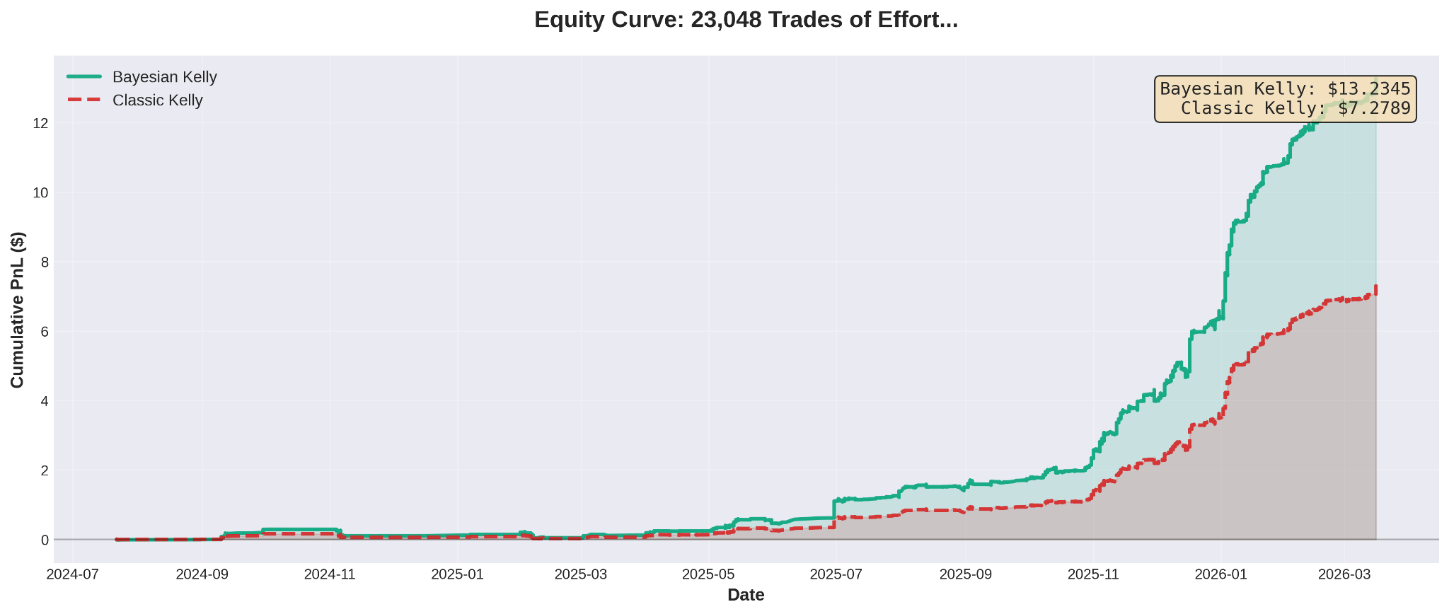 Equity Curve: 23,048 Trades of Effort...
Bayesian Kelly
Classic Kelly
Bayesian Kelly: $13.2345
Classic Kelly: $7.2789
Cumulative PnL ($)
12
10
8
6
4
2
0
2024-07 2024-09 2024-11 2025-01 2025-03 2025-05 2025-07 2025-09 2025-11 2026-01 2026-03
Date